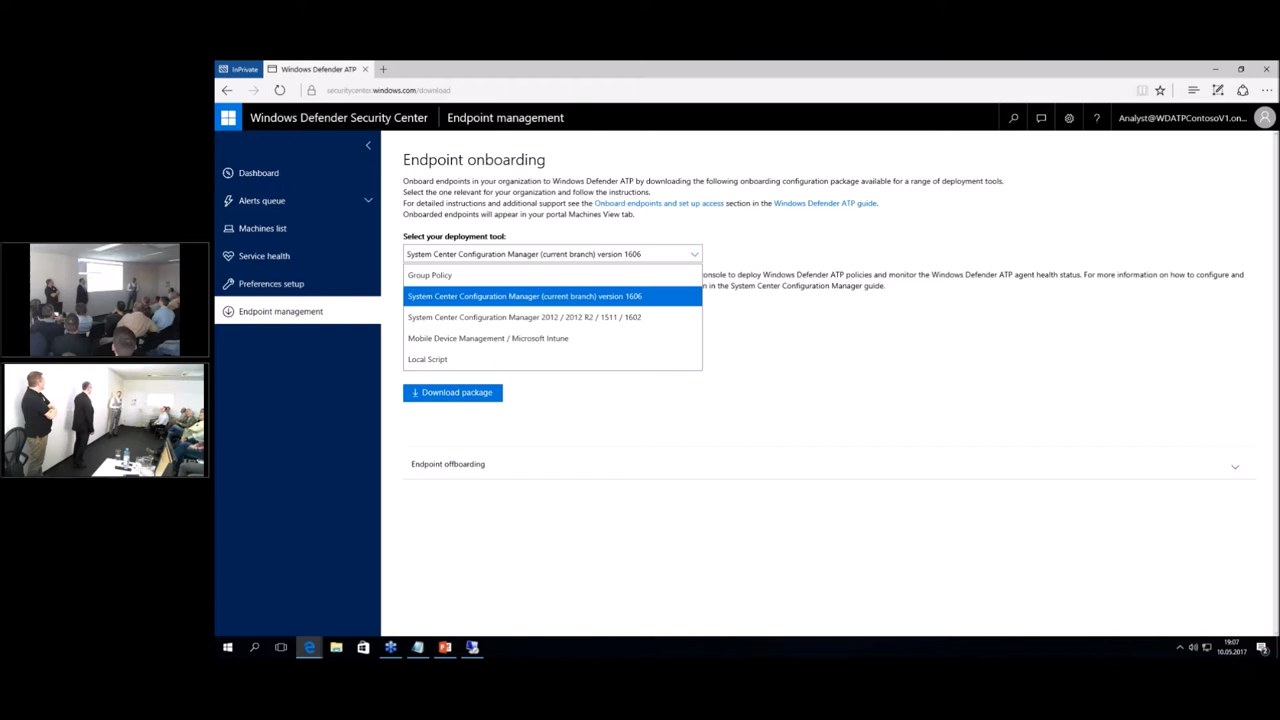 InPrivate
Windows Defender ATP
securitycenter.windows.com/download
Windows Defender Security Center
Endpoint management
Analyst@WDATPContosoV1.on...
Dashboard
Alerts queue
Machines list
Service health
Preferences setup
Endpoint management
Endpoint onboarding
Onboard endpoints in your organization to Windows Defender ATP by downloading the following onboarding configuration package available for a range of deployment tools.
Select the one relevant for your organization and follow the instructions.
For detailed instructions and additional support see the Onboard endpoints and set up access section in the Windows Defender ATP guide.
Onboarded endpoints will appear in your portal Machines View tab.
Select your deployment tool:
System Center Configuration Manager (current branch) version 1606
Group Policy
System Center Configuration Manager (current branch) version 1606
System Center Configuration Manager 2012 / 2012 R2 / 1511 / 1602
Mobile Device Management / Microsoft Intune
Local Script
console to deploy Windows Defender ATP policies and monitor the Windows Defender ATP agent health status. For more information on how to configure and
n in the System Center Configuration Manager guide.
Download package
Endpoint offboarding
19:07
10.05.2017